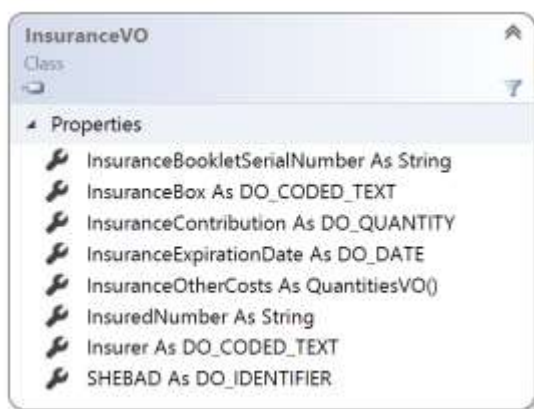 InsuranceVO
Class
Properties
InsuranceBookletSerialNumber As String
InsuranceBox As DO_CODED_TEXT
InsuranceContribution As DO_QUANTITY
InsuranceExpirationDate As DO_DATE
InsuranceOtherCosts As QuantitiesVO()
InsuredNumber As String
Insurer As DO_CODED_TEXT
SHEBAD As DO_IDENTIFIER